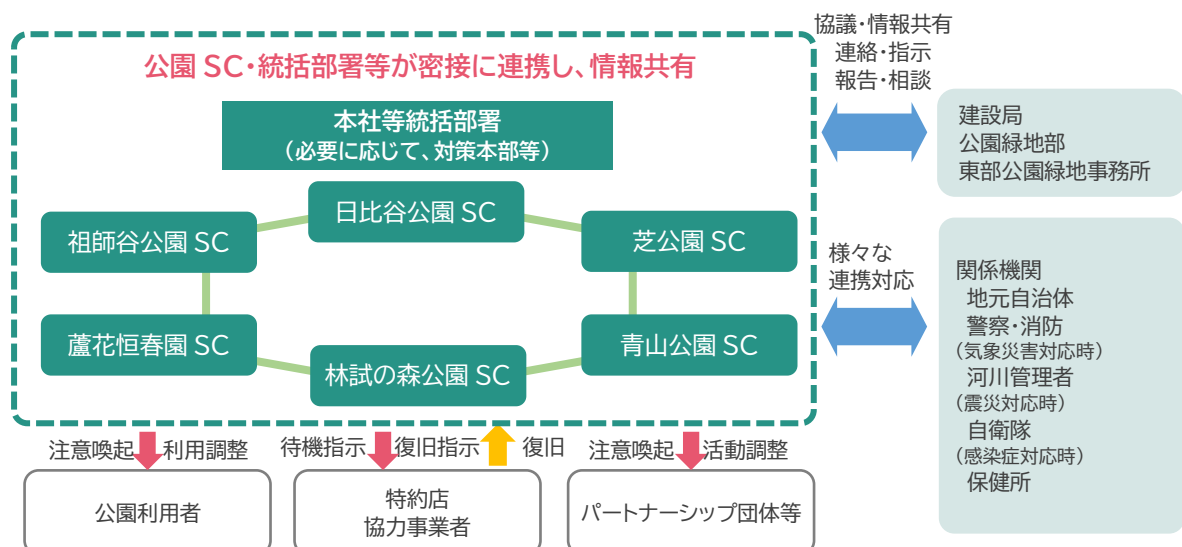 公園 SC・統括部署等が密接に連携し、情報共有
本社等統括部署
（必要に応じて、対策本部等）
日比谷公園 SC
祖師谷公園 SC
芝公園 SC
蘆花恒春園 SC
青山公園 SC
林試の森公園 SC
協議・情報共有
連絡・指示
報告・相談
建設局
公園緑地部
東部公園緑地事務所
様々な
連携対応
関係機関
地元自治体
警察・消防
（気象災害対応時）
河川管理者
（震災対応時）
自衛隊
（感染症対応時）
保健所
注意喚起 利用調整
待機指示 復旧指示 復旧
注意喚起 活動調整
公園利用者
特約店
協力事業者
パートナーシップ団体等